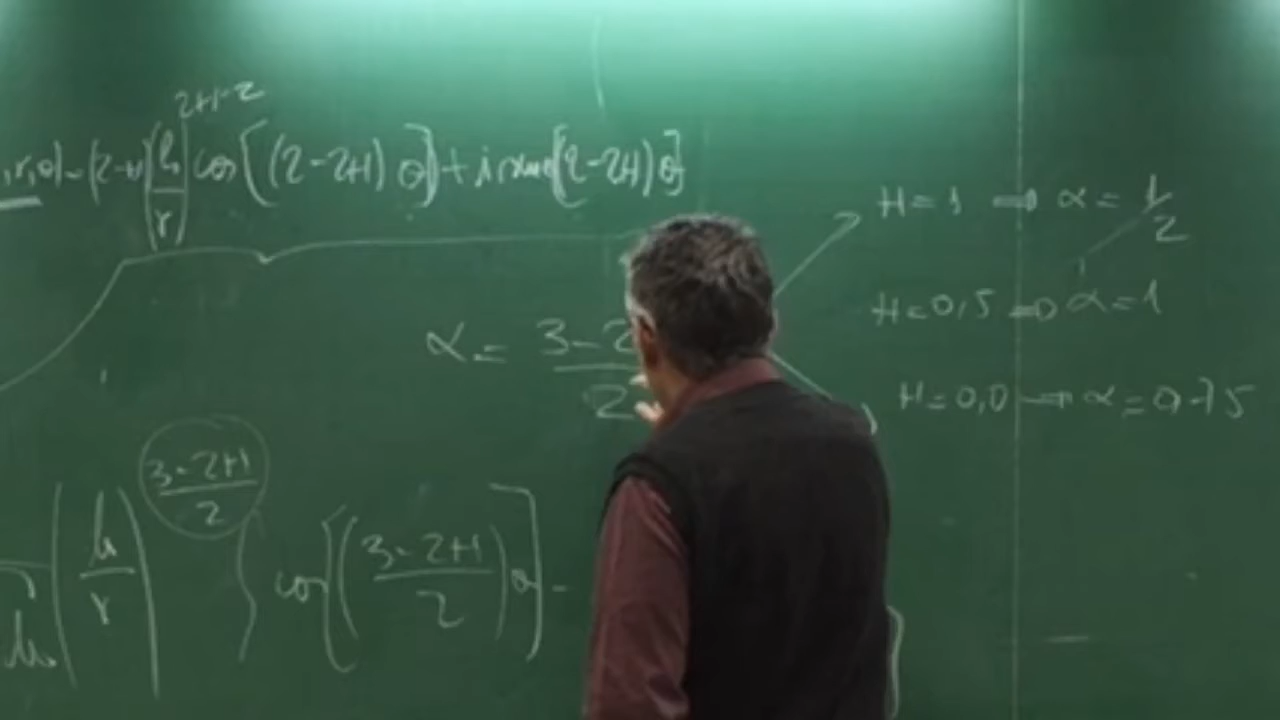 2H-2
,r,θ)=(2-H)(h/r) cos[(2-2H)θ]+i sen[(2-2H)θ]
H=1 ⟹ α=1/2
H=0,5 ⟹ α=1
α = 3-2 / 2
H=0,0 ⟹ α=0.75
3-2H / 2
(h/r) { cos[(3-2H / 2)θ] -